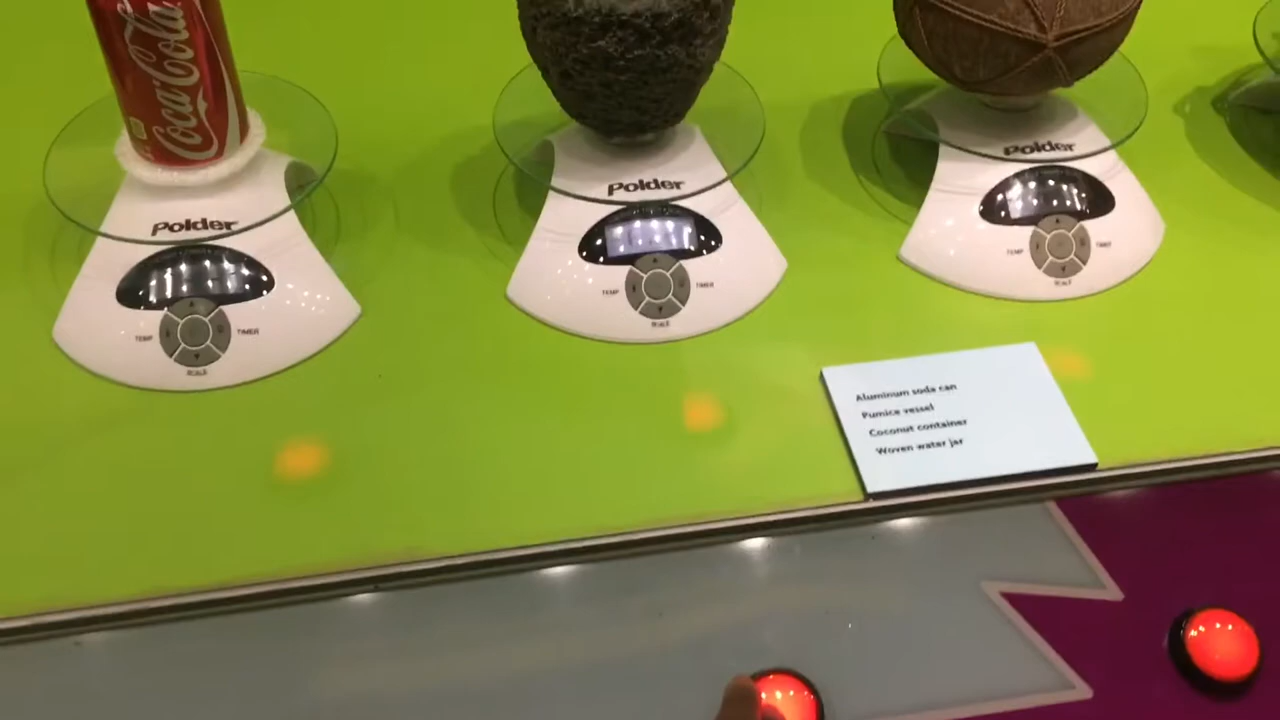 Coca-Cola
Polder
TEMP
TIMER
SCALE
Polder
TEMP
TIMER
SCALE
Polder
TEMP
TIMER
SCALE
Aluminum soda can
Pumice vessel
Coconut container
Woven water jar